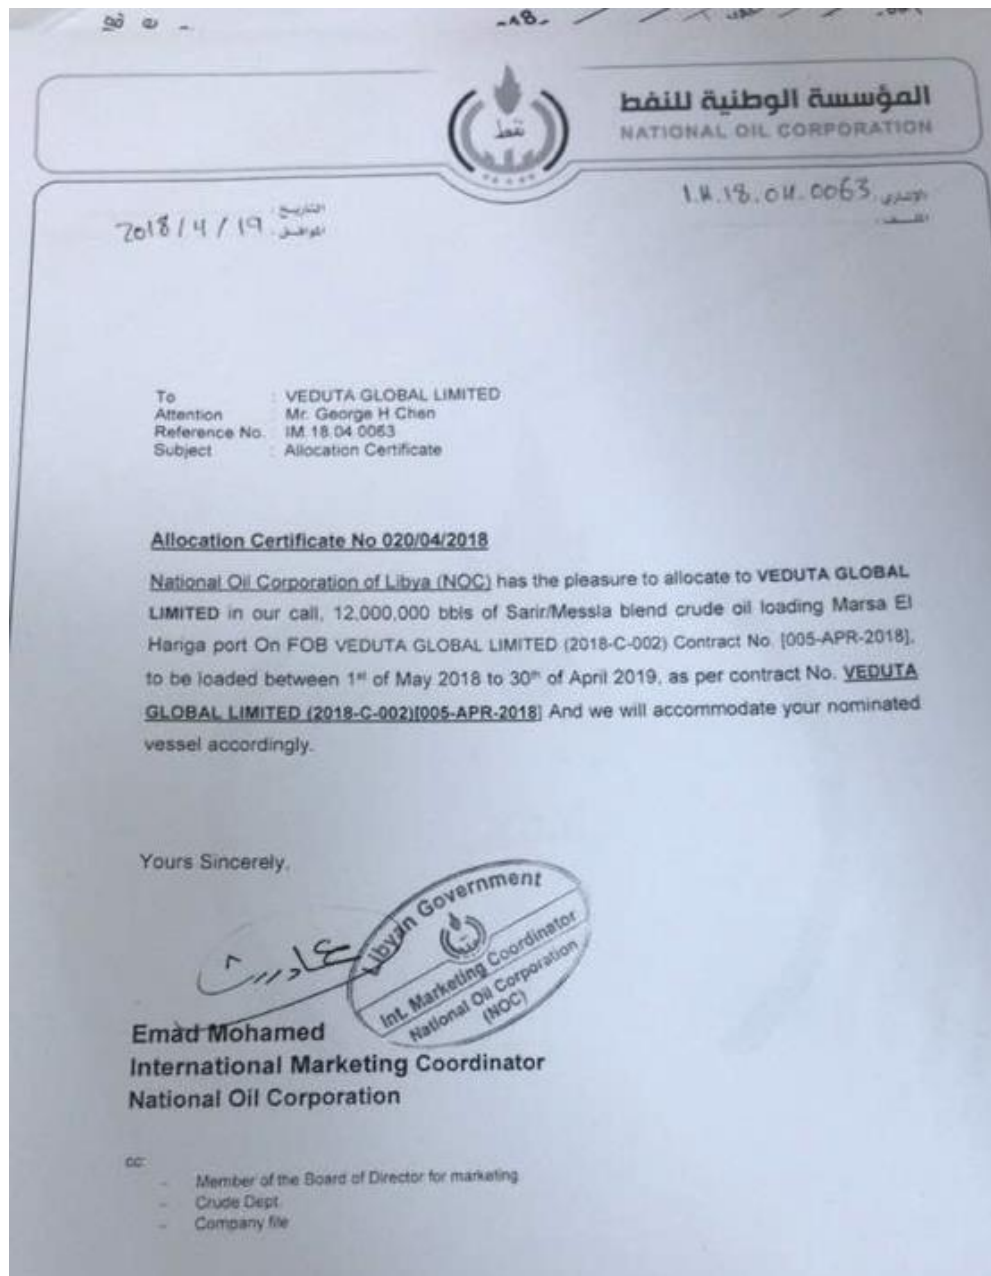 -18-
المؤسسة الوطنية للنفط
NATIONAL OIL CORPORATION
نفط
التاريخ :
الموافق : 2018 / 4 / 19
الإشاري : I.M.18.04.0063
الملف :
To : VEDUTA GLOBAL LIMITED
Attention : Mr. George H Chen
Reference No. : IM.18.04.0063
Subject : Allocation Certificate
Allocation Certificate No 020/04/2018
National Oil Corporation of Libya (NOC) has the pleasure to allocate to VEDUTA GLOBAL
LIMITED in our call, 12,000,000 bbls of Sarir/Messla blend crude oil loading Marsa El
Hariga port On FOB VEDUTA GLOBAL LIMITED (2018-C-002) Contract No. [005-APR-2018],
to be loaded between 1st of May 2018 to 30th of April 2019, as per contract No. VEDUTA
GLOBAL LIMITED (2018-C-002)[005-APR-2018] And we will accommodate your nominated
vessel accordingly.
Yours Sincerely,
Libyan Government
Int. Marketing Coordinator
National Oil Corporation
(NOC)
Emad Mohamed
International Marketing Coordinator
National Oil Corporation
cc:
- Member of the Board of Director for marketing
- Crude Dept.
- Company file